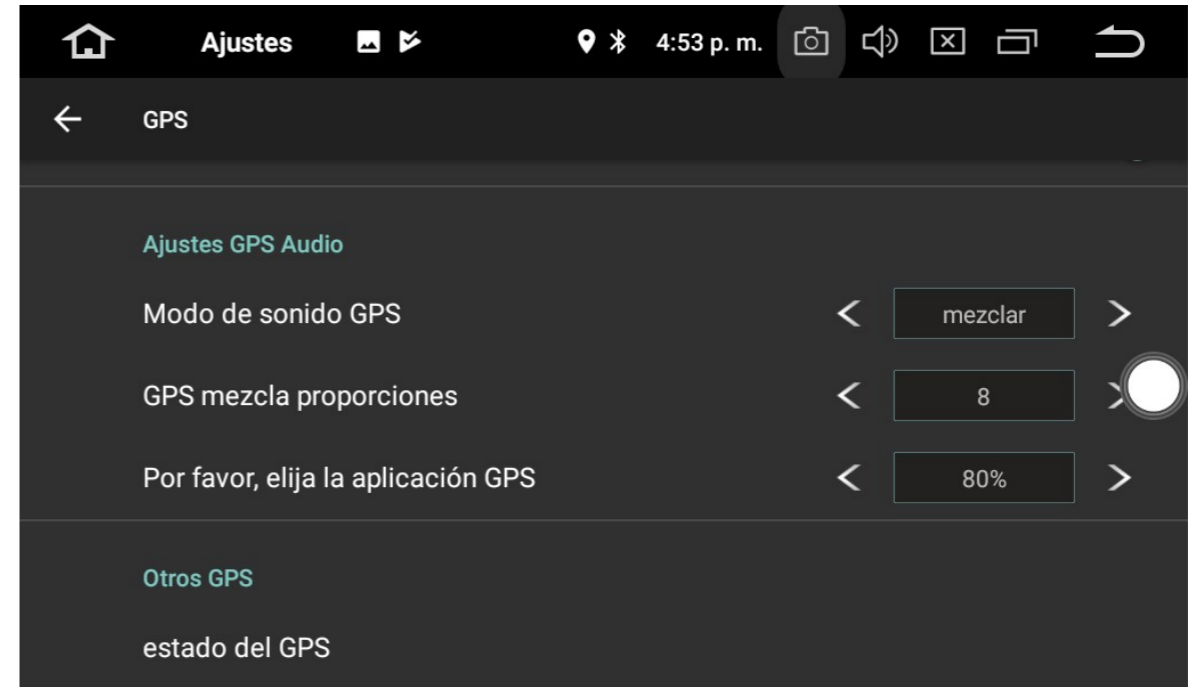 Ajustes 4:53 p. m.
GPS
Ajustes GPS Audio
Modo de sonido GPS mezclar
GPS mezcla proporciones 8
Por favor, elija la aplicación GPS 80%
Otros GPS
estado del GPS